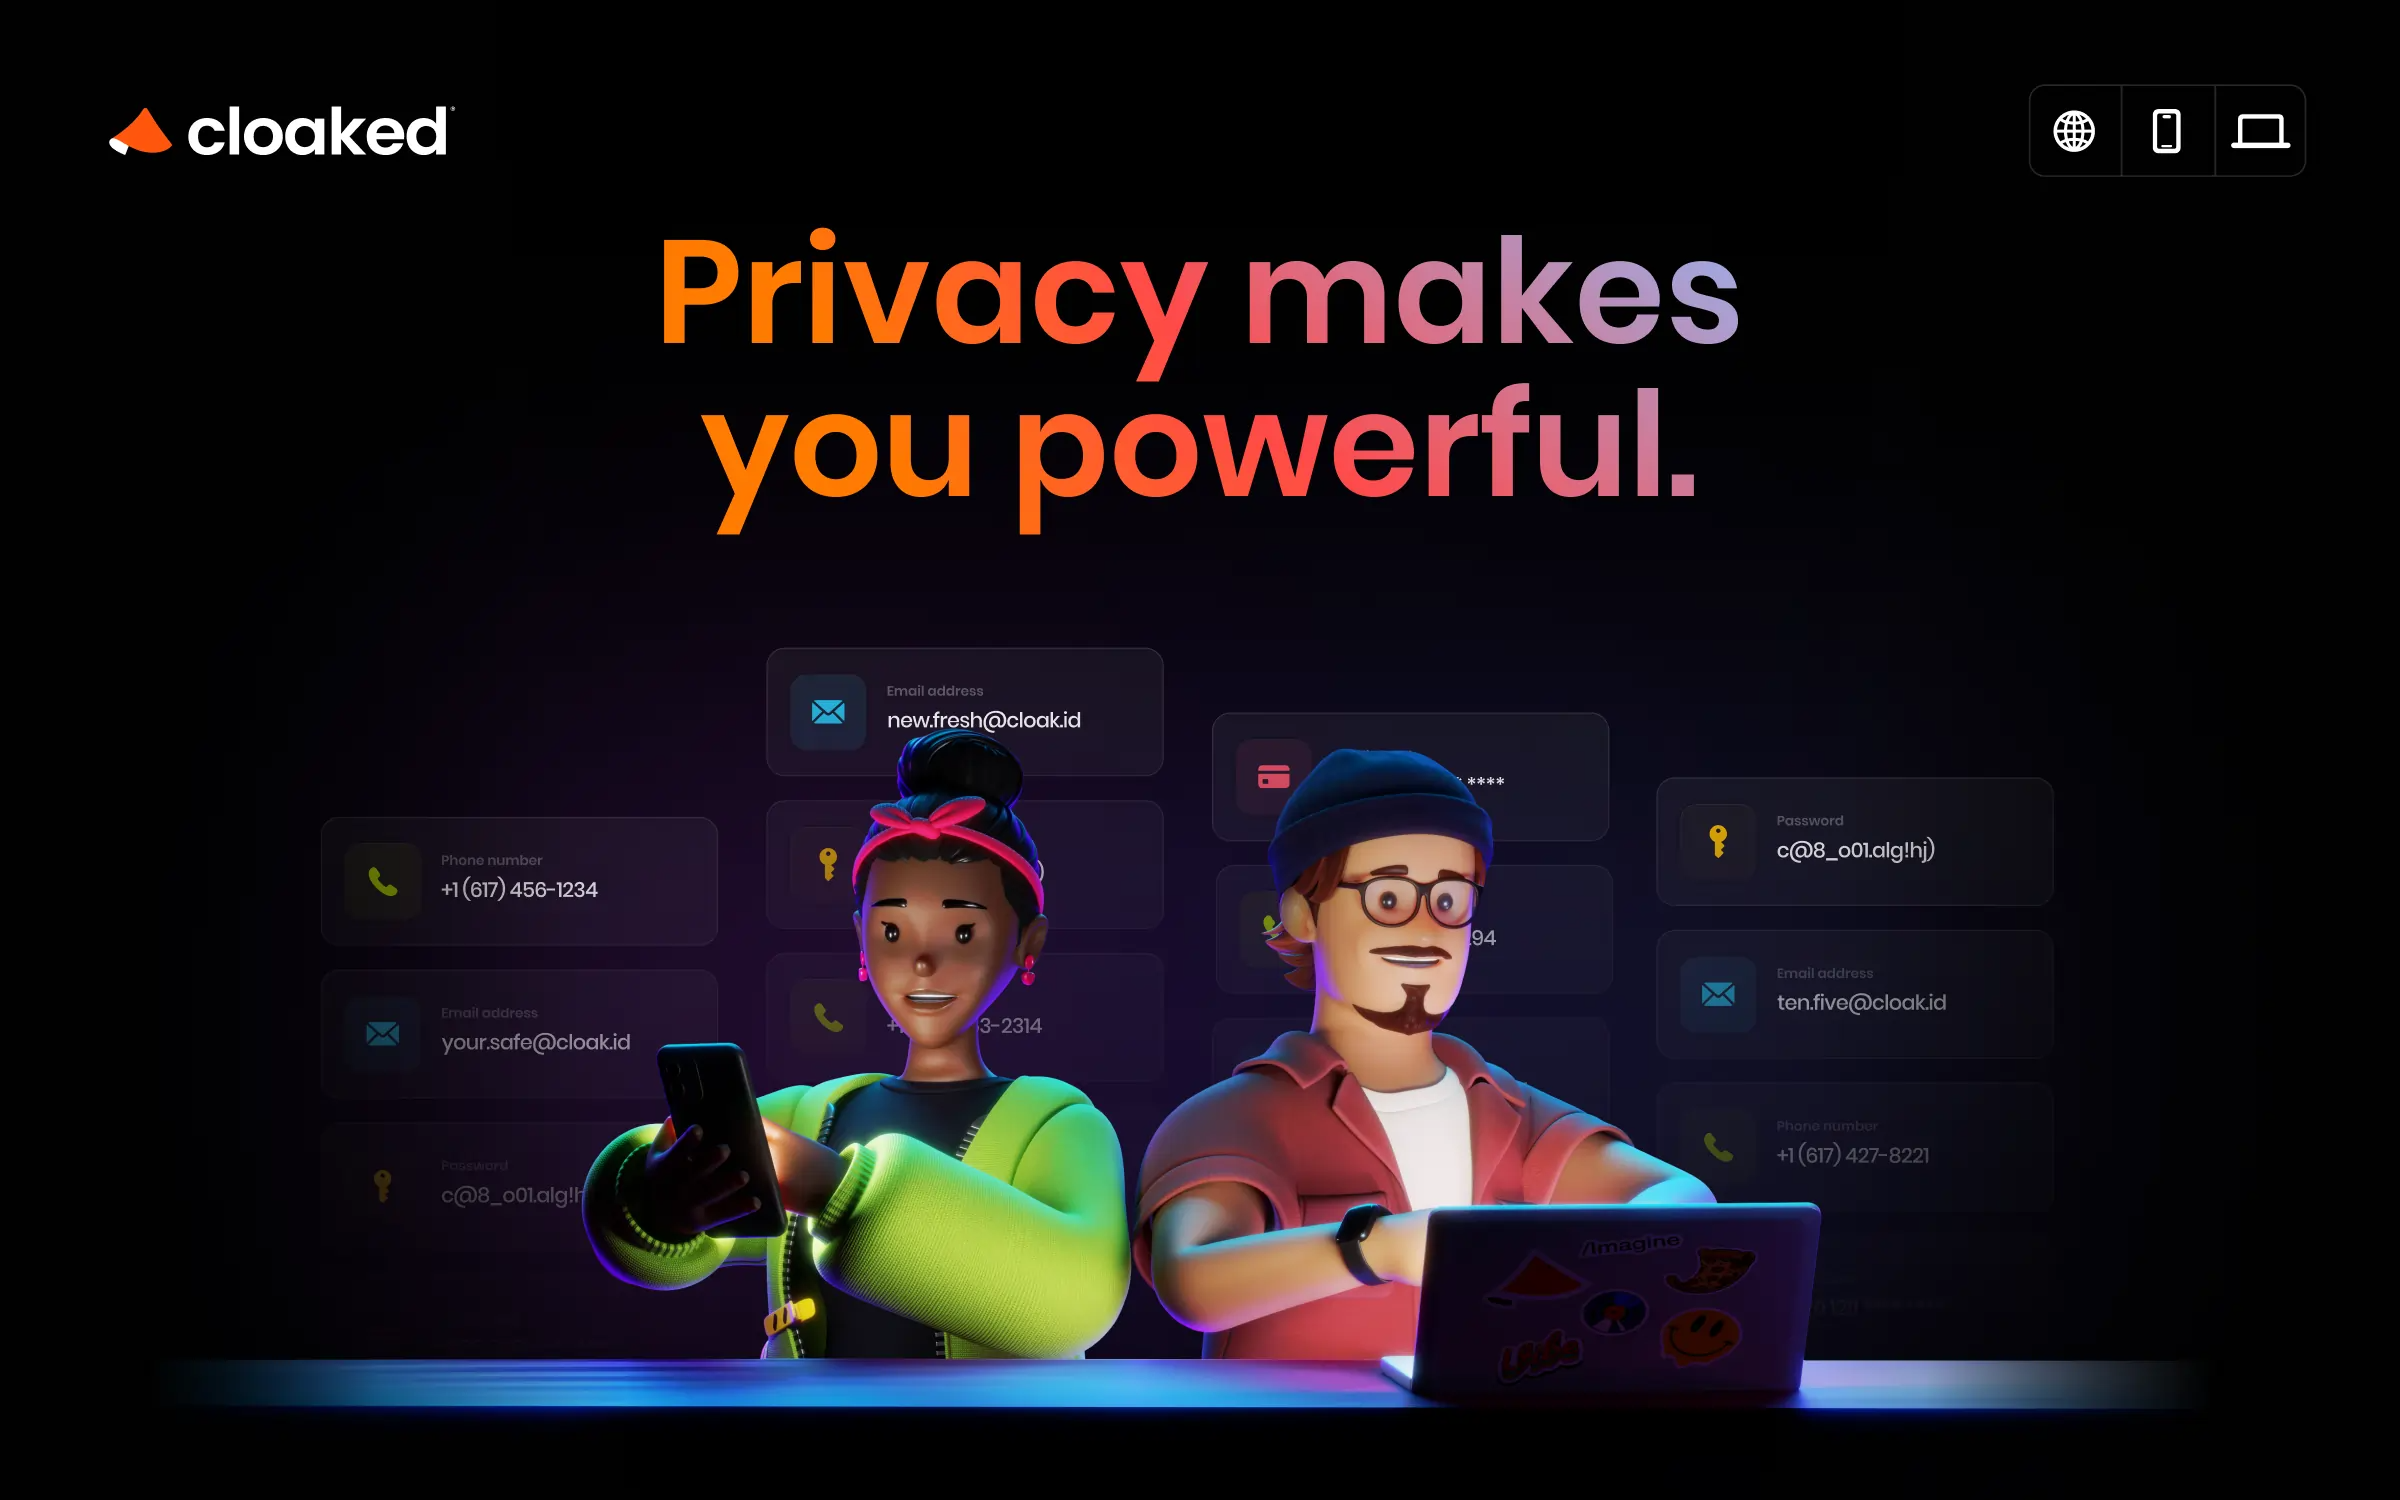 cloaked
Privacy makes
you powerful.
Email address
new.fresh@cloak.id
****
Phone number
+1 (617) 456-1234
Email address
your.safe@cloak.id
Password
c@8_o01.alg!h
3-2314
94
Password
c@8_o01.alg!hj)
Email address
ten.five@cloak.id
Phone number
+1 (617) 427-8221
/Imagine